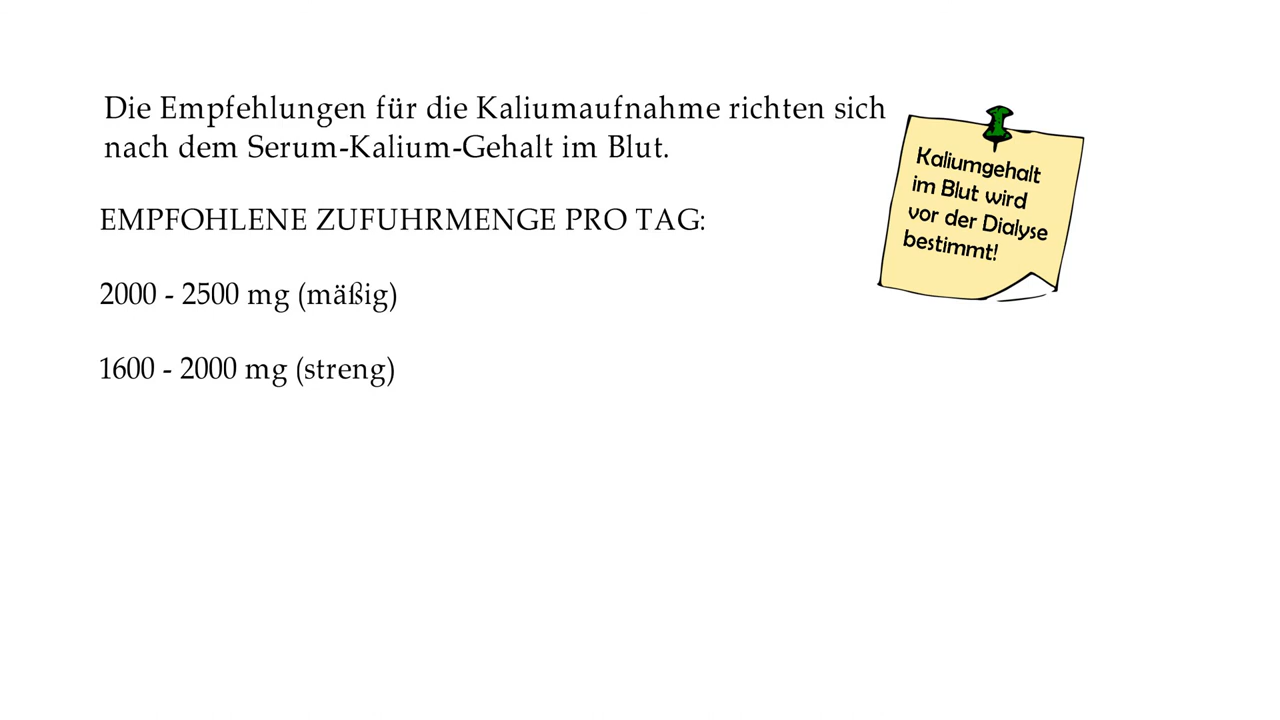 Die Empfehlungen für die Kaliumaufnahme richten sich
nach dem Serum-Kalium-Gehalt im Blut.
EMPFOHLENE ZUFUHRMENGE PRO TAG:
2000 - 2500 mg (mäßig)
1600 - 2000 mg (streng)
Kaliumgehalt
im Blut wird
vor der Dialyse
bestimmt!